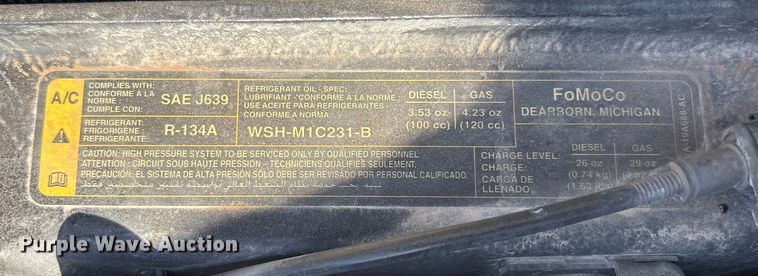 A/C
COMPLIES WITH:
CONFORME A LA
NORME :
CUMPLE CON:
SAE J639
REFRIGERANT:
FRIGORIGENE :
REFRIGERANTE:
R-134A
REFRIGERANT OIL - SPEC:
LUBRIFIANT - CONFORME À LA NORME:
USE ACEITE PARA REFRIGERANTES
CONFORME A NORMA:
WSH-M1C231-B
DIESEL GAS
3.53 oz 4.23 oz
(100 cc) (120 cc)
FoMoCo
DEARBORN, MICHIGAN
CAUTION: HIGH PRESSURE SYSTEM TO BE SERVICED ONLY BY QUALIFIED PERSONNEL.
ATTENTION - CIRCUIT SOUS HAUTE PRESSION – TECHNICIENS QUALIFIÉS SEULEMENT.
PRECAUCIÓN: EL SISTEMA DE ALTA PRESIÓN SÓLO DEBE SER REVISADO POR PERSONAL CALIFICADO.
DIESEL GAS
CHARGE LEVEL: 26 oz 29 oz
CHARGE: (0.74 kg)
CARGA DE
LLENADO:
Purple Wave Auction